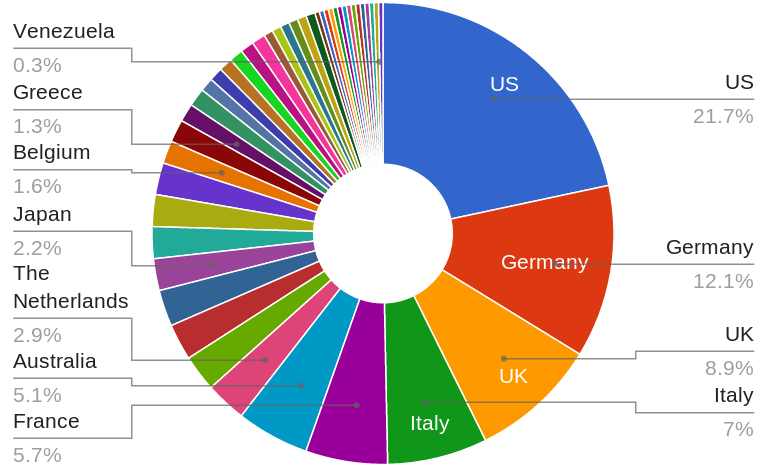 Venezuela
0.3%
Greece
1.3%
Belgium
1.6%
Japan
2.2%
The
Netherlands
2.9%
Australia
5.1%
France
5.7%
US
Germany
UK
Italy
US
21.7%
Germany
12.1%
UK
8.9%
Italy
7%